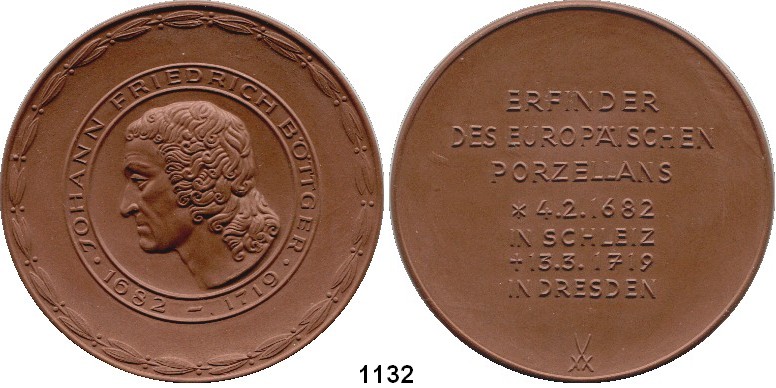 · JOHANN FRIEDRICH BÖTTGER ·
1682 – 1719
ERFINDER
DES EUROPÄISCHEN
PORZELLANS
* 4.2.1682
IN SCHLEIZ
† 13.3.1719
IN DRESDEN
1132